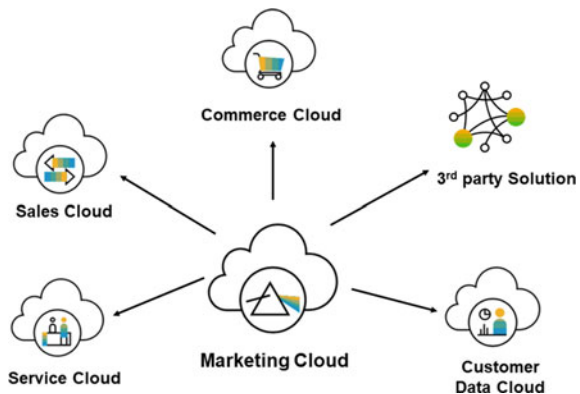 Commerce Cloud
3rd party Solution
Sales Cloud
Marketing Cloud
Service Cloud
Customer
Data Cloud